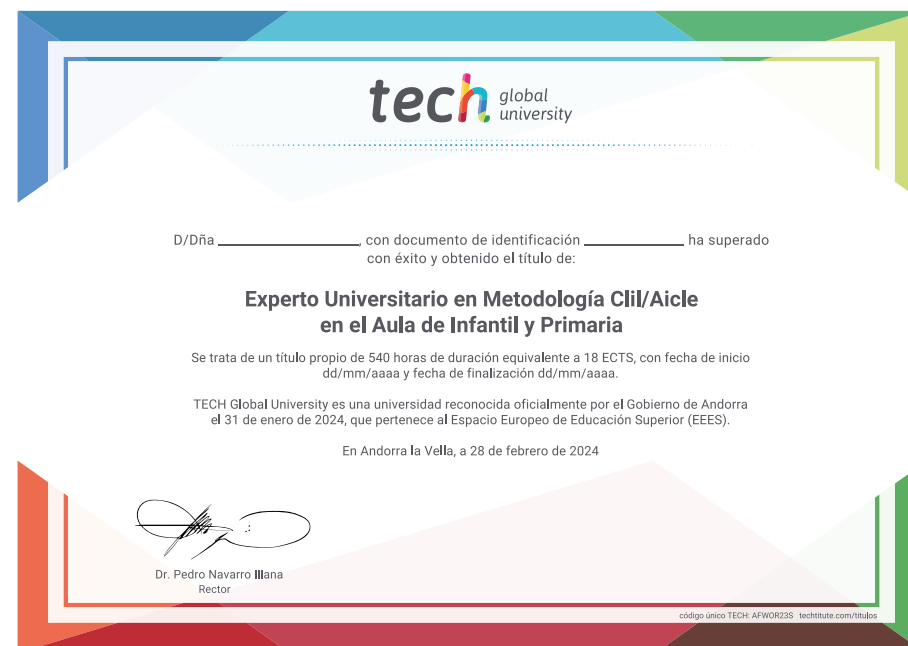 tech global university
D/Dña ____________________, con documento de identificación ______________ ha superado
con éxito y obtenido el título de:
Experto Universitario en Metodología Clil/Aicle
en el Aula de Infantil y Primaria
Se trata de un título propio de 540 horas de duración equivalente a 18 ECTS, con fecha de inicio
dd/mm/aaaa y fecha de finalización dd/mm/aaaa.
TECH Global University es una universidad reconocida oficialmente por el Gobierno de Andorra
el 31 de enero de 2024, que pertenece al Espacio Europeo de Educación Superior (EEES).
En Andorra la Vella, a 28 de febrero de 2024
Dr. Pedro Navarro Illana
Rector
código único TECH: AFWOR23S techtitute.com/titulos